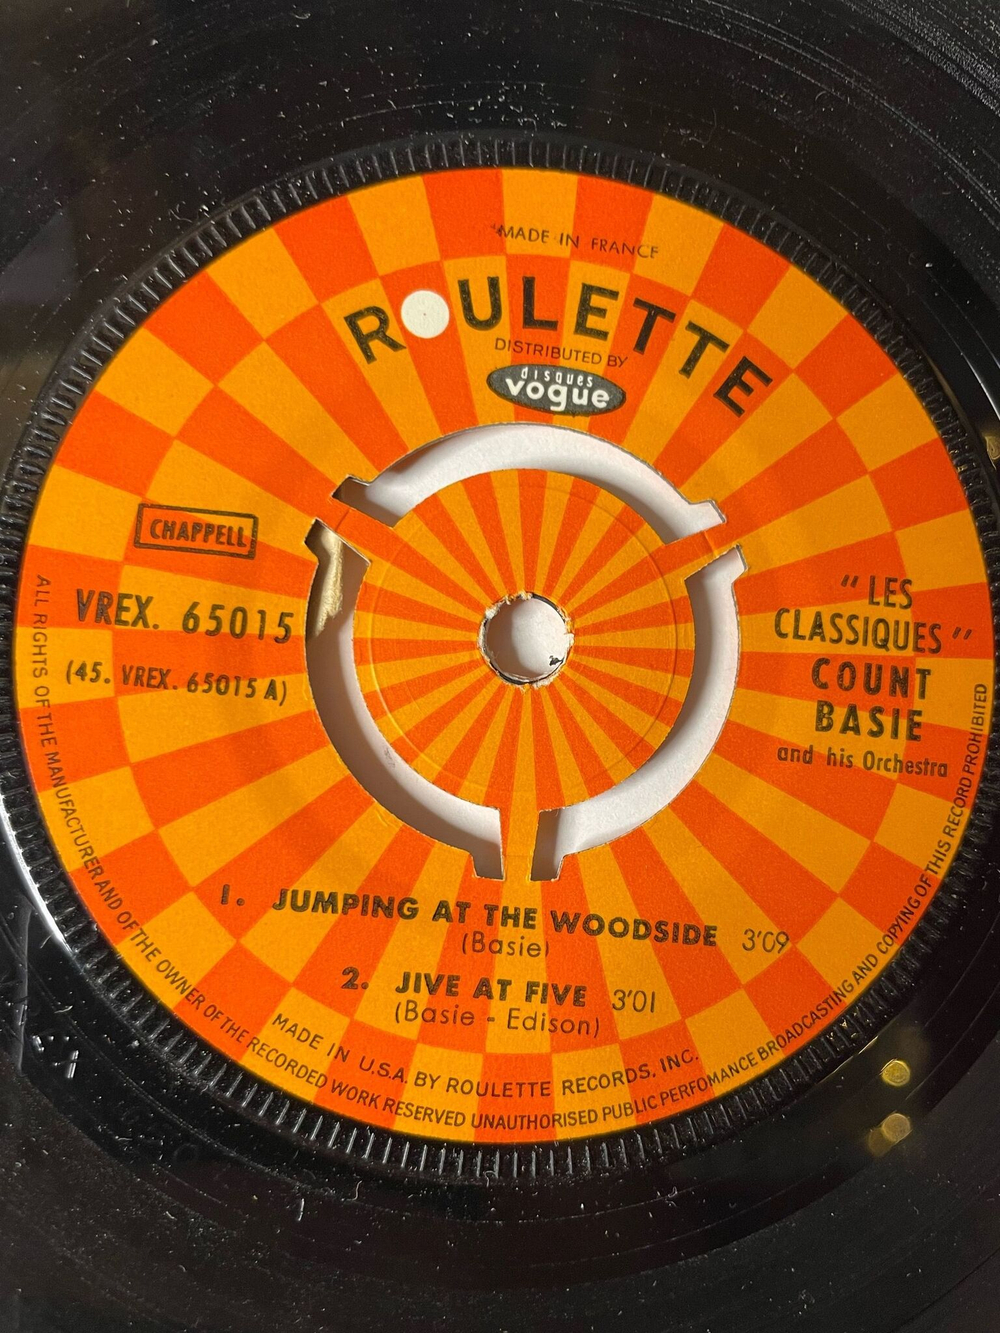 MADE IN FRANCE
ROULETTE
DISTRIBUTED BY
disques
vogue
CHAPPELL
VREX. 65015
(45. VREX. 65015 A)
"LES
CLASSIQUES"
COUNT
BASIE
and his Orchestra
1. JUMPING AT THE WOODSIDE 3'09
(Basie)
2. JIVE AT FIVE 3'01
(Basie - Edison)
MADE IN U.S.A. BY ROULETTE RECORDS. INC.
ALL RIGHTS OF THE MANUFACTURER AND OF THE OWNER OF THE RECORDED WORK RESERVED UNAUTHORISED PUBLIC PERFOMANCE BROADCASTING AND COPYING OF THIS RECORD PROHIBITED